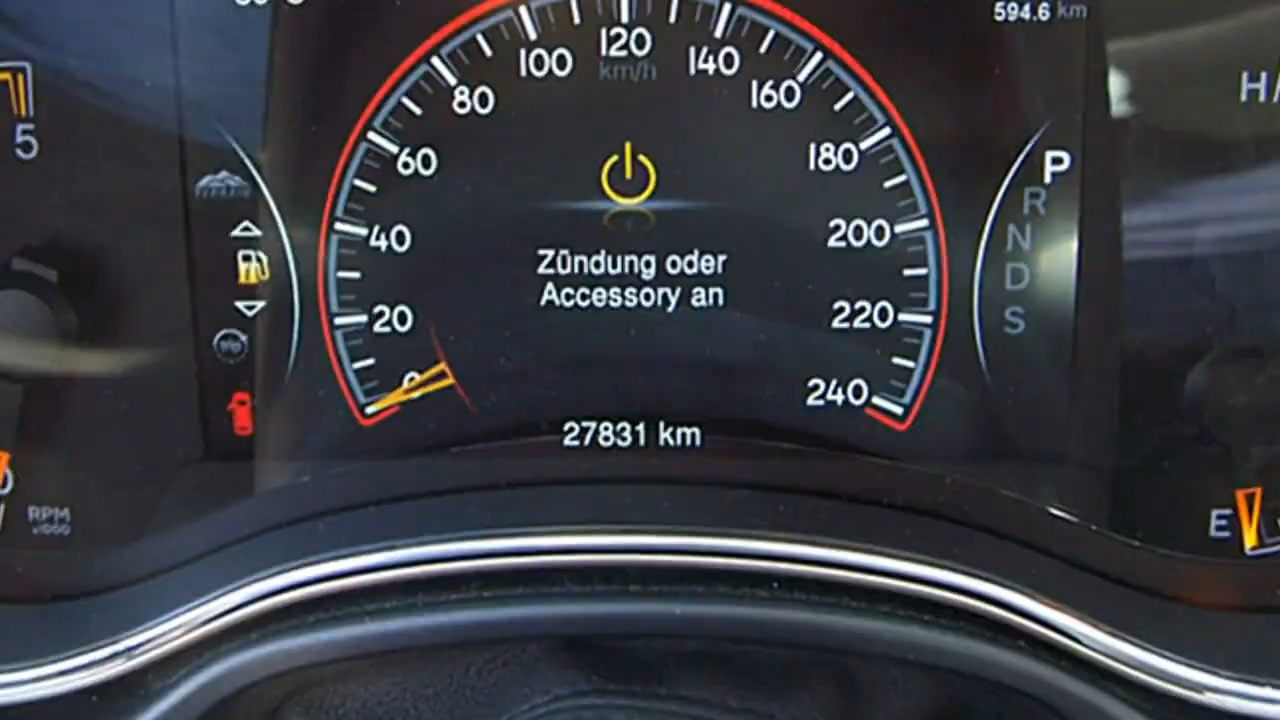 594.6 km
100
120
140
km/h
80
160
H
5
60
180
P
R
40
200
N
Zündung oder
D
Accessory an
20
220
S
0
240
27831 km
RPM
x1000
E